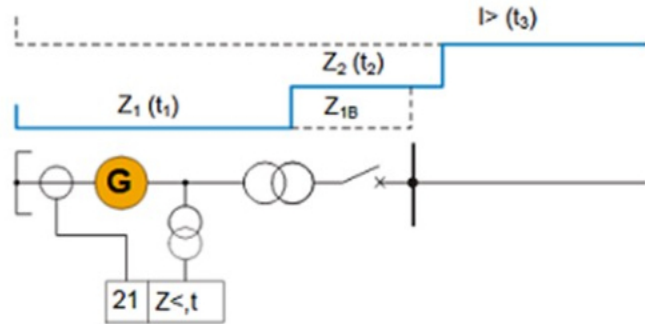 I> (t₃)
Z₂ (t₂)
Z₁ (t₁)
Z₁B
G
21 Z<,t